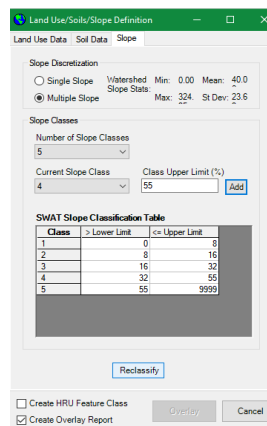 Land Use/Soils/Slope Definition
Land Use Data Soil Data Slope
Slope Discretization
Single Slope Watershed Min: 0.00 Mean: 40.0
Slope Stats:
Multiple Slope Max: 324. St Dev: 23.6
Slope Classes
Number of Slope Classes
5
Current Slope Class Class Upper Limit (%)
4 55 Add
SWAT Slope Classification Table
Class > Lower Limit <= Upper Limit
1 0 8
2 8 16
3 16 32
4 32 55
5 55 9999
Reclassify
Create HRU Feature Class
Create Overlay Report
Overlay Cancel